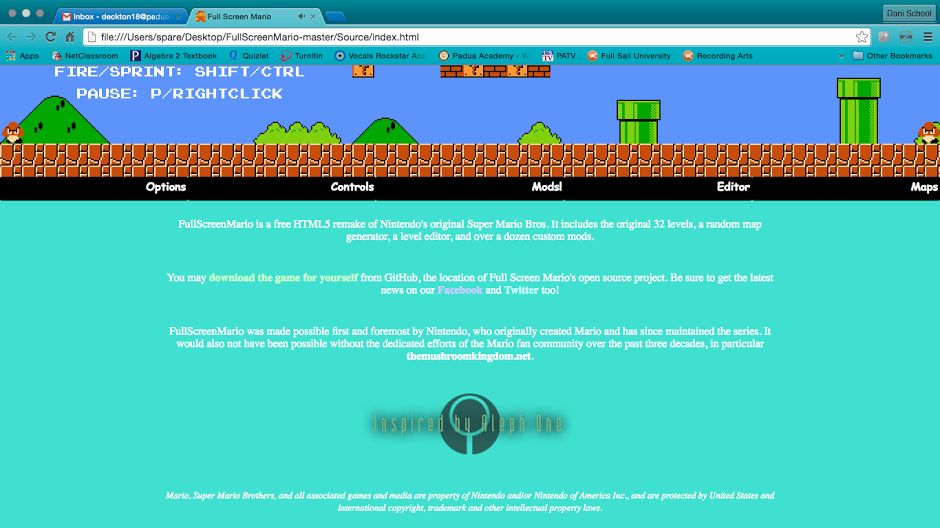 Inbox - deckton18@padua
Full Screen Mario
Dani School
file:///Users/spare/Desktop/FullScreenMario-master/Source/index.html
Apps
NetClassroom
Algebra 2 Textbook
Quizlet
Turnitin
Vocals Rockstar Aca
Padua Academy - W
PATV
Full Sail University
Recording Arts
»
Other Bookmarks
FIRE/SPRINT: SHIFT/CTRL
PAUSE: P/RIGHTCLICK
Options
Controls
Mods!
Editor
Maps
FullScreenMario is a free HTML5 remake of Nintendo's original Super Mario Bros. It includes the original 32 levels, a random map
generator, a level editor, and over a dozen custom mods.
You may download the game for yourself from GitHub, the location of Full Screen Mario's open source project. Be sure to get the latest
news on our Facebook and Twitter too!
FullScreenMario was made possible first and foremost by Nintendo, who originally created Mario and has since maintained the series. It
would also not have been possible without the dedicated efforts of the Mario fan community over the past three decades, in particular
themushroomkingdom.net.
Inspired by Aleph One
Mario, Super Mario Brothers, and all associated games and media are property of Nintendo and/or Nintendo of America Inc., and are protected by United States and
international copyright, trademark and other intellectual property laws.